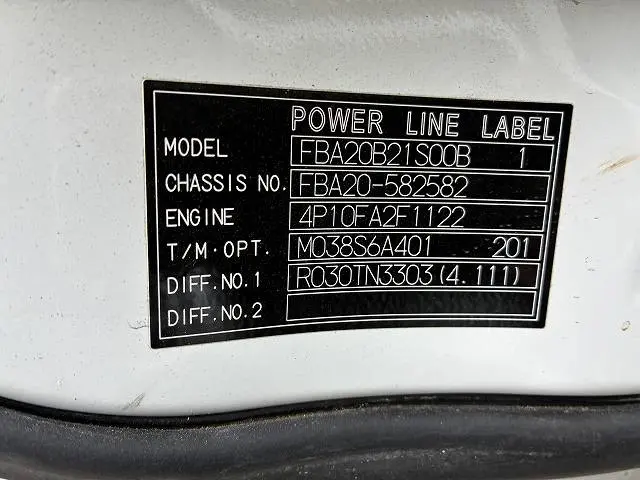 POWER LINE LABEL
MODEL FBA20B21S00B 1
CHASSIS NO. FBA20-582582
ENGINE 4P10FA2F1122
T/M·OPT. M038S6A401 201
DIFF.NO.1 R030TN3303(4.111)
DIFF.NO.2